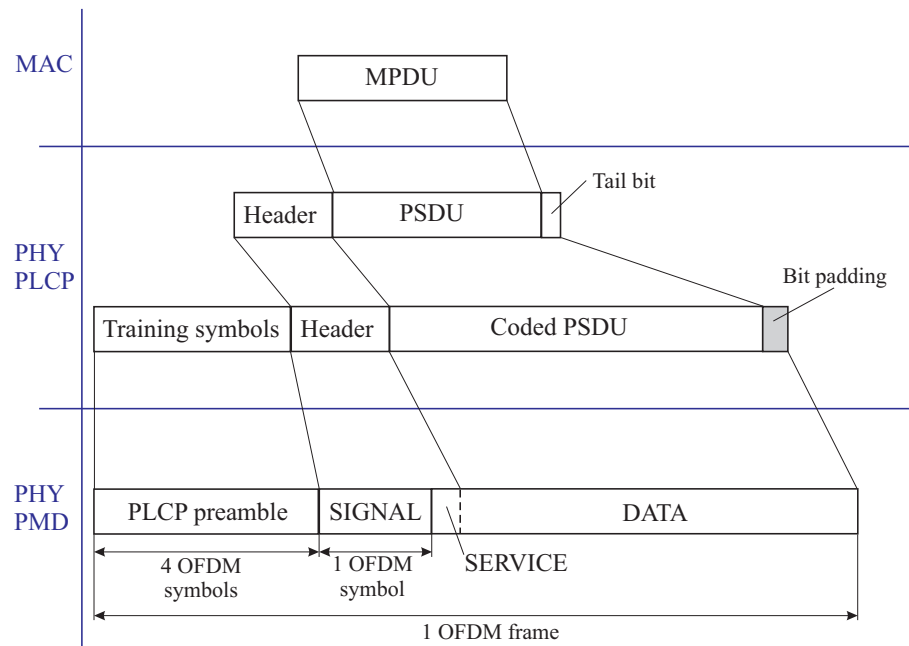 MAC
MPDU
Tail bit
Header
PSDU
PHY
PLCP
Bit padding
Training symbols
Header
Coded PSDU
PHY
PMD
PLCP preamble
SIGNAL
DATA
SERVICE
4 OFDM
symbols
1 OFDM
symbol
1 OFDM frame